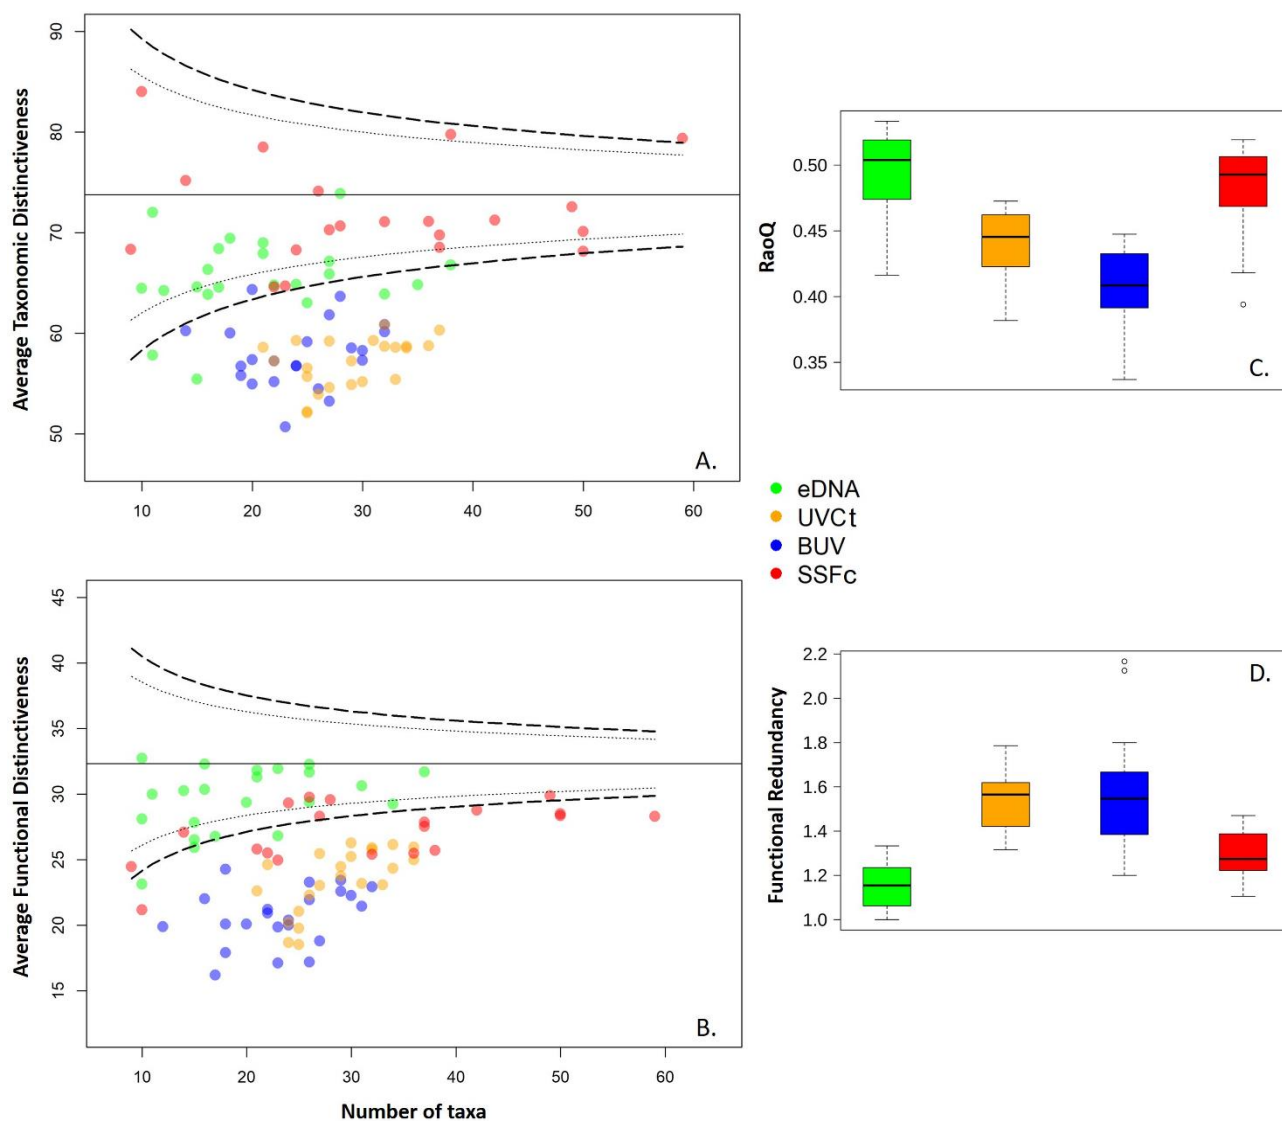 Average Taxonomic Distinctiveness
90
80
70
60
50
10
20
30
40
50
60
A.
RaoQ
0.50
0.45
0.40
0.35
C.
eDNA
UVCt
BUV
SSFc
Average Functional Distinctiveness
45
40
35
30
25
20
15
10
20
30
40
50
60
B.
Number of taxa
Functional Redundancy
2.2
2.0
1.8
1.6
1.4
1.2
1.0
D.